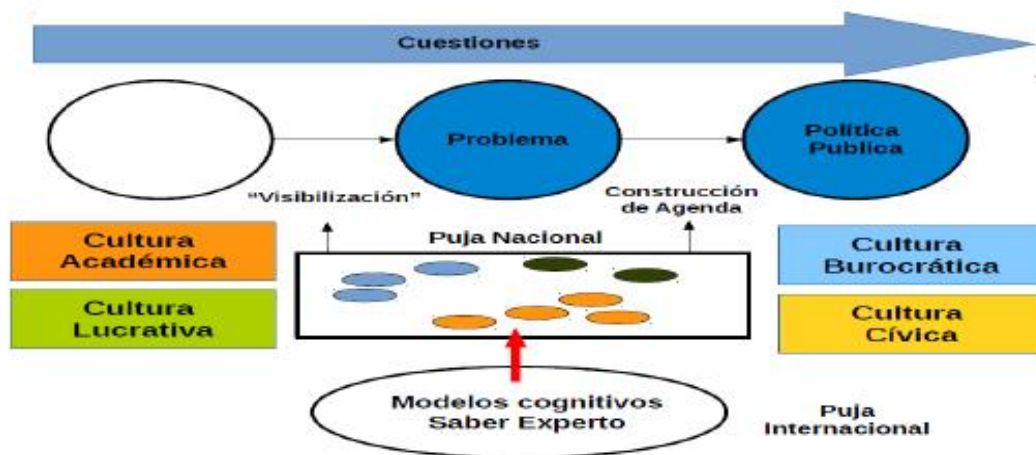 Cuestiones
Problema
Política
Publica
"Visibilización"
Construcción
de Agenda
Cultura
Académica
Puja Nacional
Cultura
Burocrática
Cultura
Lucrativa
Cultura
Cívica
Modelos cognitivos
Saber Experto
Puja
Internacional